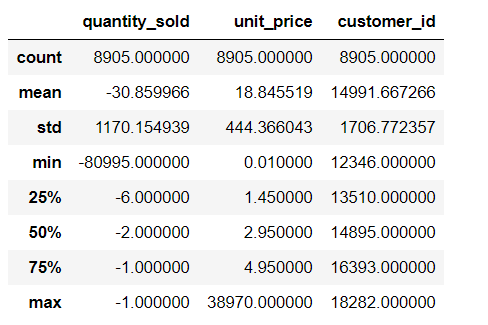 quantity_sold unit_price customer_id
count 8905.000000 8905.000000 8905.000000
mean -30.859966 18.845519 14991.667266
std 1170.154939 444.366043 1706.772357
min -80995.000000 0.010000 12346.000000
25% -6.000000 1.450000 13510.000000
50% -2.000000 2.950000 14895.000000
75% -1.000000 4.950000 16393.000000
max -1.000000 38970.000000 18282.000000